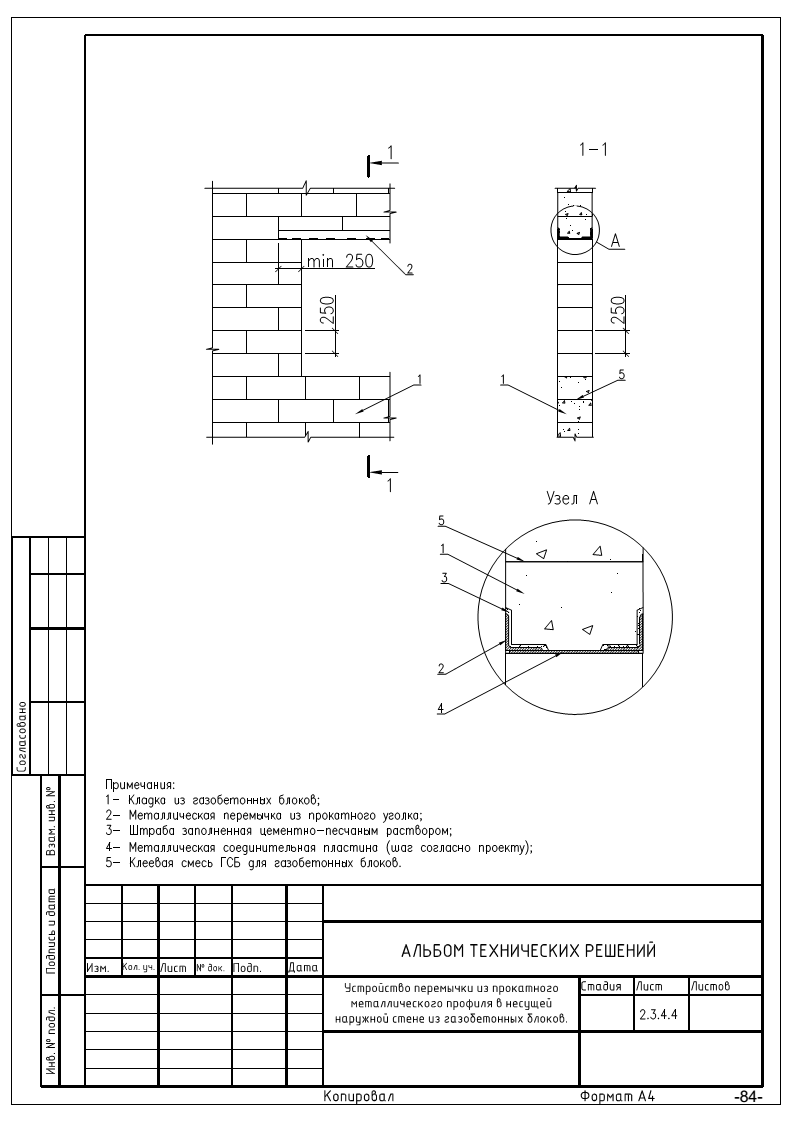 1
1-1
А
min 250
2
250
250
1
1
5
1
Узел А
5
1
3
2
4
Примечания:
1- Кладка из газобетонных блоков;
2- Металлическая перемычка из прокатного уголка;
3- Штраба заполненная цементно-песчаным раствором;
4- Металлическая соединительная пластина (шаг согласно проекту);
5- Клеевая смесь ГСБ для газобетонных блоков.
Согласовано
Взам. инв. №
Подпись и дата
Инв. № подл.
АЛЬБОМ ТЕХНИЧЕСКИХ РЕШЕНИЙ
Изм. Кол. уч. Лист № док. Подп. Дата
Устройство перемычки из прокатного
металлического профиля в несущей
наружной стене из газобетонных блоков.
Стадия Лист Листов
2.3.4.4
Копировал Формат А4 -84-